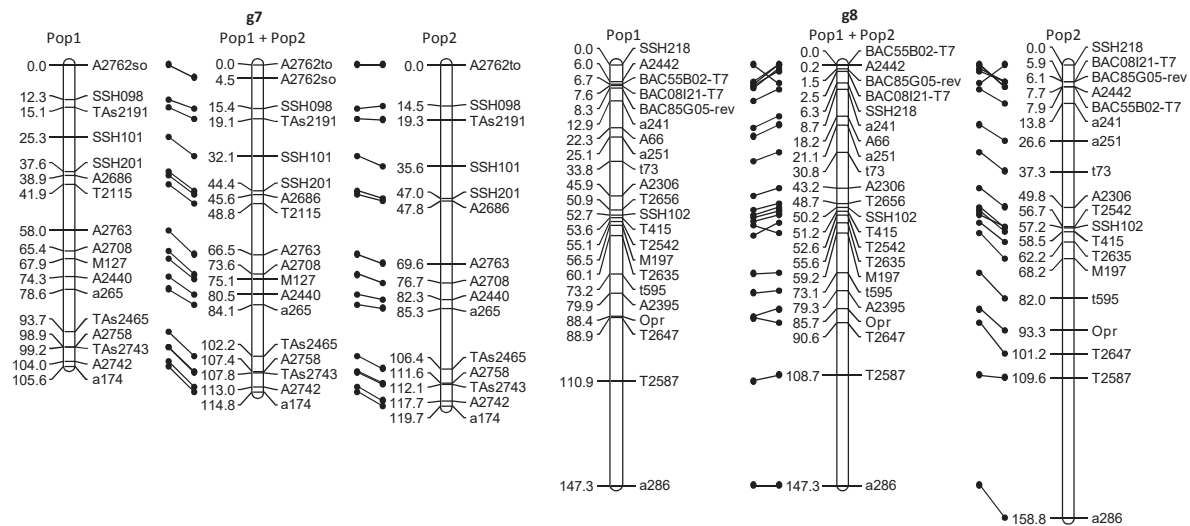 g7
Pop1
Pop1 + Pop2
Pop2
0.0 A2762so
12.3 SSH098
15.1 TAs2191
25.3 SSH101
37.6 SSH201
38.9 A2686
41.9 T2115
58.0 A2763
65.4 A2708
67.9 M127
74.3 A2440
78.6 a265
93.7 TAs2465
98.9 A2758
99.2 TAs2743
104.0 A2742
105.6 a174
0.0 A2762to
4.5 A2762so
15.4 SSH098
19.1 TAs2191
32.1 SSH101
44.4 SSH201
45.6 A2686
48.8 T2115
66.5 A2763
73.6 A2708
75.1 M127
80.5 A2440
84.1 a265
102.2 TAs2465
107.4 A2758
107.8 TAs2743
113.0 A2742
114.8 a174
0.0 A2762to
14.5 SSH098
19.3 TAs2191
35.6 SSH101
47.0 SSH201
47.8 A2686
69.6 A2763
76.7 A2708
82.3 A2440
85.3 a265
106.4 TAs2465
111.6 A2758
112.1 TAs2743
117.7 A2742
119.7 a174
g8
Pop1
Pop1 + Pop2
Pop2
0.0 SSH218
6.0 A2442
6.7 BAC55B02-T7
7.6 BAC08I21-T7
8.3 BAC85G05-rev
12.9 a241
22.3 A66
25.1 a251
33.8 t73
45.9 A2306
50.9 T2656
52.7 SSH102
53.6 T415
55.1 T2542
56.5 M197
60.1 T2635
73.2 t595
79.9 A2395
88.4 Opr
88.9 T2647
110.9 T2587
147.3 a286
0.0 BAC55B02-T7
0.2 A2442
1.5 BAC85G05-rev
2.5 BAC08I21-T7
6.3 SSH218
8.7 a241
18.2 A66
21.1 a251
30.8 t73
43.2 A2306
48.7 T2656
50.2 SSH102
51.2 T415
52.6 T2542
55.6 T2635
59.2 M197
73.1 t595
79.3 A2395
85.7 Opr
90.6 T2647
108.7 T2587
147.3 a286
0.0 SSH218
5.9 BAC08I21-T7
6.1 BAC85G05-rev
7.7 A2442
7.9 BAC55B02-T7
13.8 a241
26.6 a251
37.3 t73
49.8 A2306
56.7 T2542
57.2 SSH102
58.5 T415
62.2 T2635
68.2 M197
82.0 t595
93.3 Opr
101.2 T2647
109.6 T2587
158.8 a286